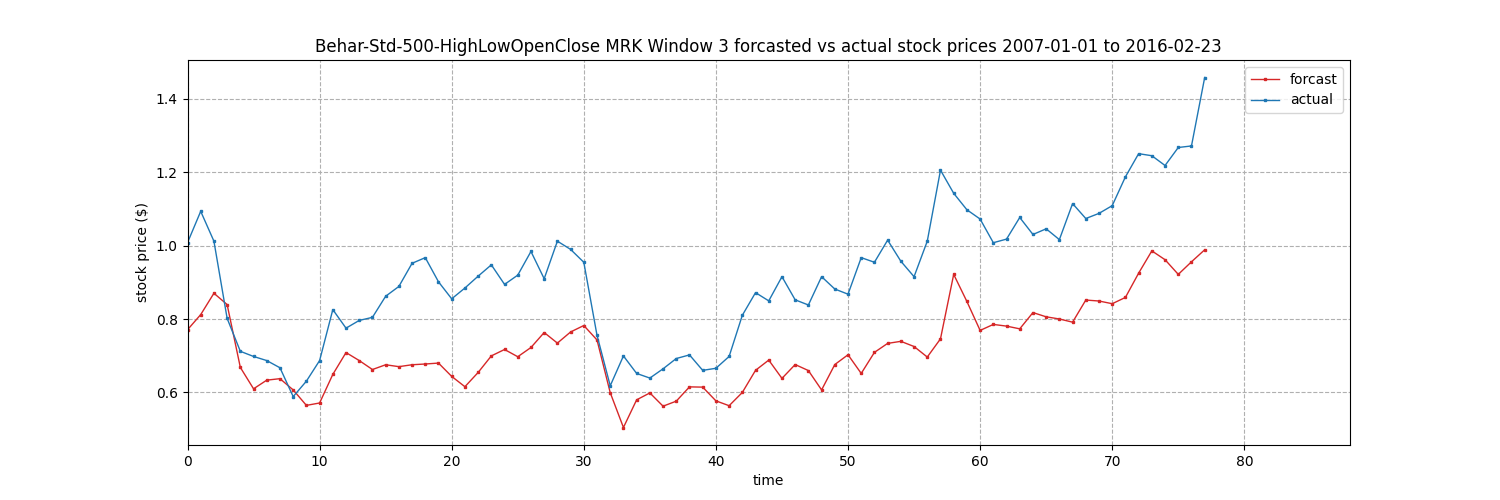 Behar-Std-500-HighLowOpenClose MRK Window 3 forcasted vs actual stock prices 2007-01-01 to 2016-02-23
forcast
actual
stock price ($)
1.4
1.2
1.0
0.8
0.6
0 10 20 30 40 50 60 70 80
time